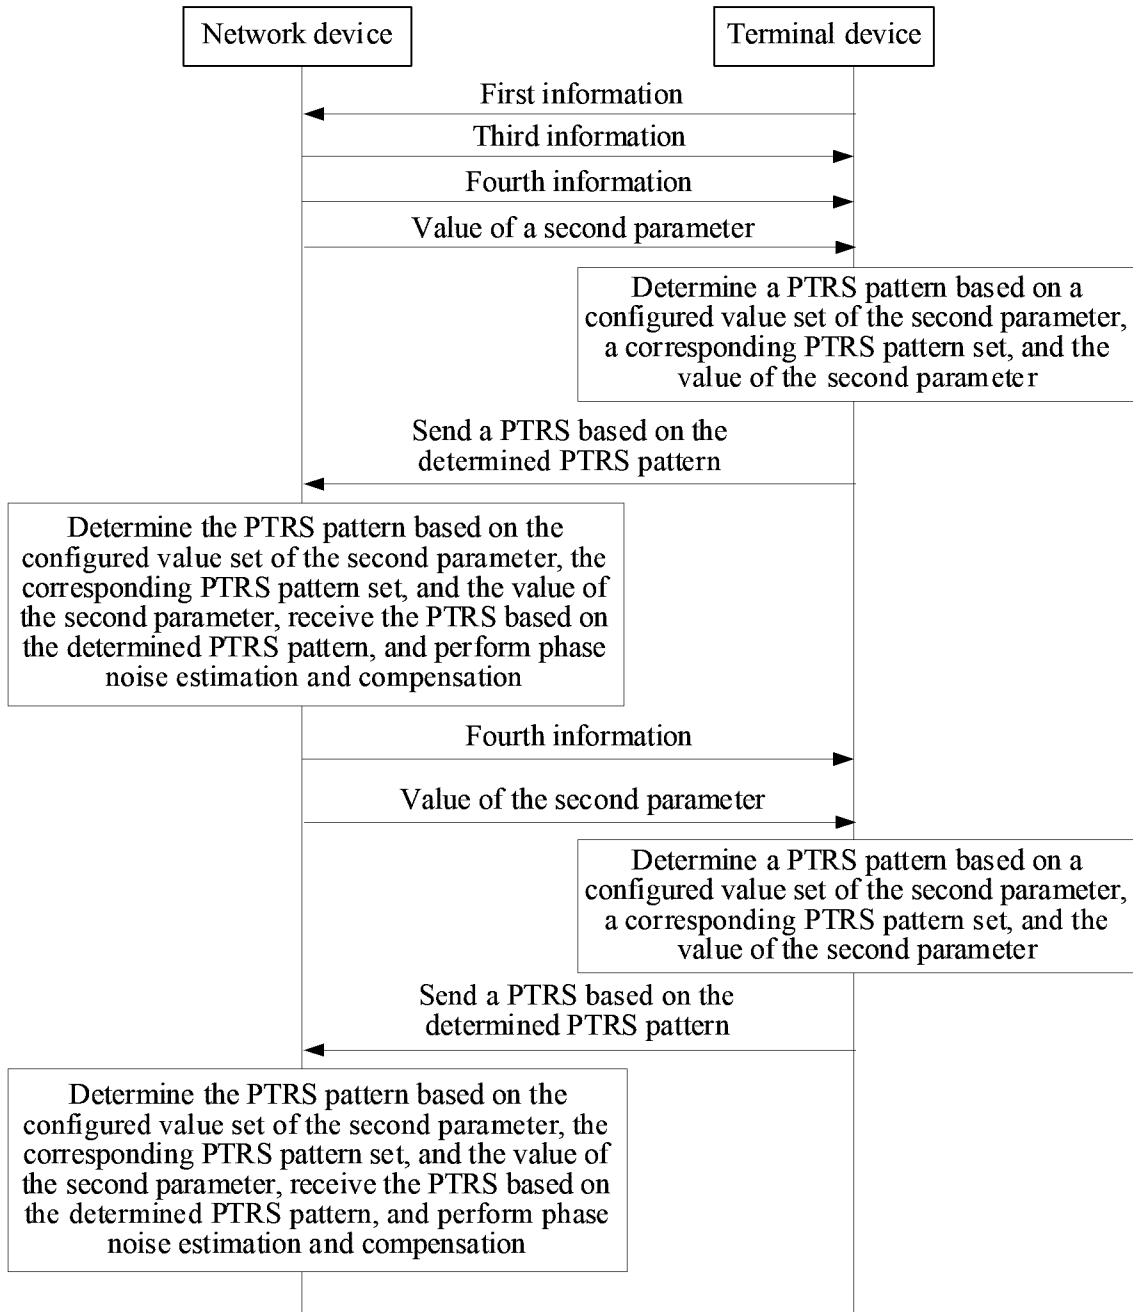 Network device
Terminal device
First information
Third information
Fourth information
Value of a second parameter
Determine a PTRS pattern based on a
configured value set of the second parameter,
a corresponding PTRS pattern set, and the
value of the second parameter
Send a PTRS based on the
determined PTRS pattern
Determine the PTRS pattern based on the
configured value set of the second parameter, the
corresponding PTRS pattern set, and the value of
the second parameter, receive the PTRS based on
the determined PTRS pattern, and perform phase
noise estimation and compensation
Fourth information
Value of the second parameter
Determine a PTRS pattern based on a
configured value set of the second parameter,
a corresponding PTRS pattern set, and the
value of the second parameter
Send a PTRS based on the
determined PTRS pattern
Determine the PTRS pattern based on the
configured value set of the second parameter, the
corresponding PTRS pattern set, and the value of
the second parameter, receive the PTRS based on
the determined PTRS pattern, and perform phase
noise estimation and compensation